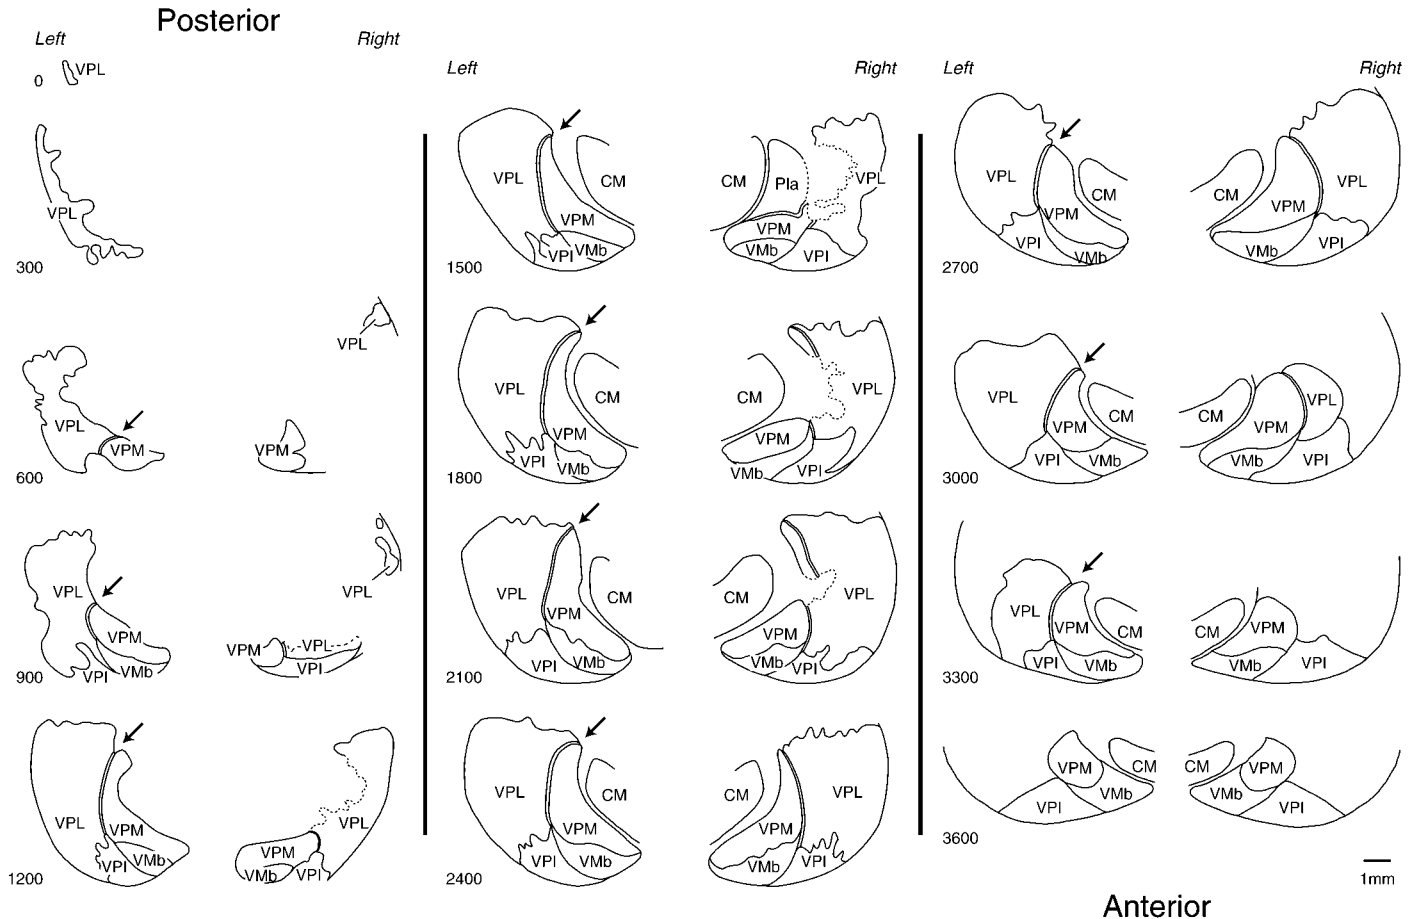 Posterior
Left Right
0 VPL
VPL
300
VPL
VPL
VPM
VPM
600
VPL
VPL
VPM
VPM VPL
VPI
VPI VMb
900
VPL
VPL
VPM
VPM
VMb
VPI
VMb VPI
1200
Left Right
VPL CM
CM Pla VPL
VPM
VPM
VPI VMb
VMb VPI
1500
VPL CM
CM VPL
VPM
VPM
VPI VMb
VMb VPI
1800
VPL CM
CM VPL
VPM
VPM
VPI VMb
VMb VPI
2100
VPL CM
CM VPL
VPM
VPM
VPI VMb
VMb VPI
2400
Left Right
VPL CM
CM VPL
VPM
VPM
VPI VMb
VMb VPI
2700
VPL CM
CM VPL
VPM
VPM
VPI VMb
VMb VPI
3000
VPL VPM CM
CM VPM
VPI VMb
VMb VPI
3300
VPM CM
CM VPM
VPI VMb
VMb VPI
3600
1mm
Anterior